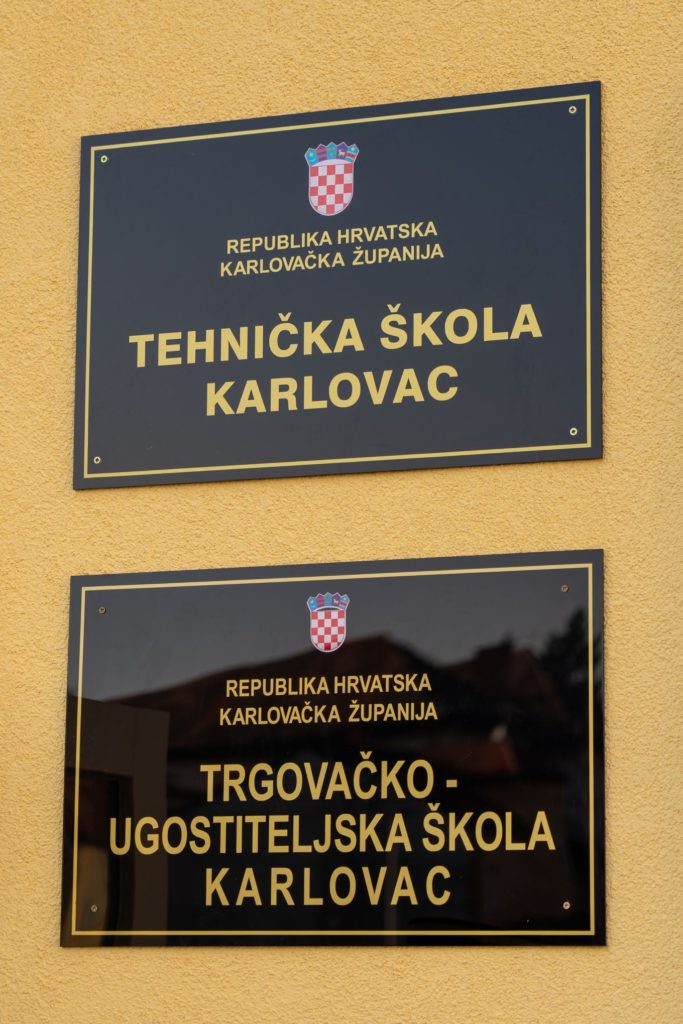 REPUBLIKA HRVATSKA
KARLOVAČKA ŽUPANIJA
TEHNIČKA ŠKOLA
KARLOVAC
REPUBLIKA HRVATSKA
KARLOVAČKA ŽUPANIJA
TRGOVAČKO -
UGOSTITELJSKA ŠKOLA
KARLOVAC